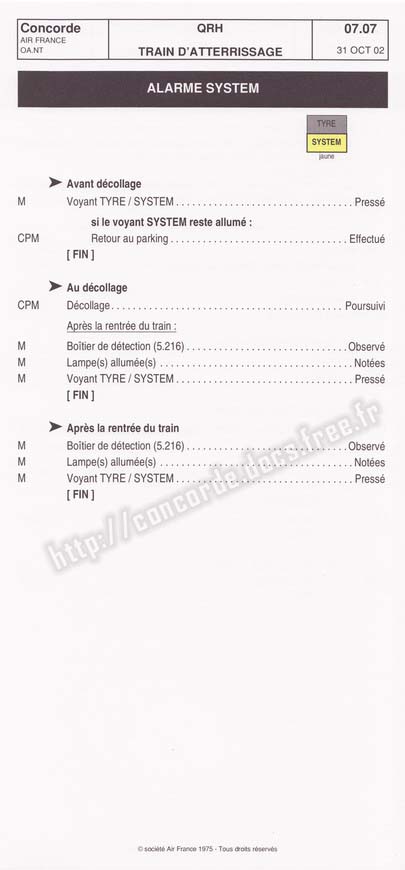 Concorde QRH 07.07
AIR FRANCE
OA.NT TRAIN D'ATTERRISSAGE 31 OCT 02
ALARME SYSTEM
TYRE
SYSTEM
jaune
➤ Avant décollage
M Voyant TYRE / SYSTEM . . . . . . . . . . . . . . . . . . . . . . . . . . . . . . Pressé
si le voyant SYSTEM reste allumé :
CPM Retour au parking . . . . . . . . . . . . . . . . . . . . . . . . . . . . . . Effectué
[ FIN ]
➤ Au décollage
CPM Décollage . . . . . . . . . . . . . . . . . . . . . . . . . . . . . . . . . . . . . . Poursuivi
Après la rentrée du train :
M Boîtier de détection (5.216) . . . . . . . . . . . . . . . . . . . . . . . . . . . Observé
M Lampe(s) allumée(s) . . . . . . . . . . . . . . . . . . . . . . . . . . . . . . . . . Notées
M Voyant TYRE / SYSTEM . . . . . . . . . . . . . . . . . . . . . . . . . . . . . . Pressé
[ FIN ]
➤ Après la rentrée du train
M Boîtier de détection (5.216) . . . . . . . . . . . . . . . . . . . . . . . . . . . Observé
M Lampe(s) allumée(s) . . . . . . . . . . . . . . . . . . . . . . . . . . . . . . . . . Notées
M Voyant TYRE / SYSTEM . . . . . . . . . . . . . . . . . . . . . . . . . . . . . . Pressé
[ FIN ]
http://concorde.docs.free.fr
© société Air France 1975 - Tous droits réservés